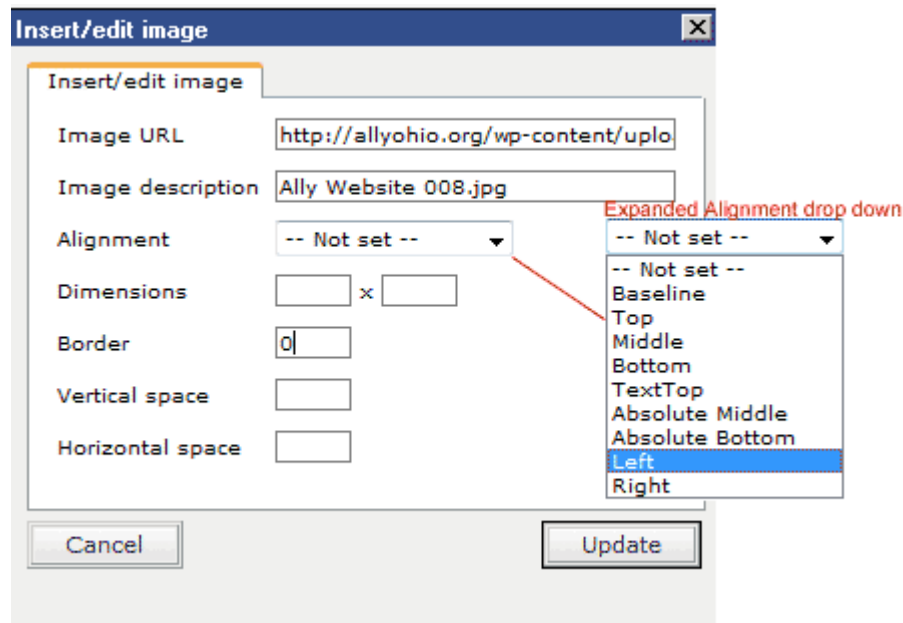 Insert/edit image
Insert/edit image
Image URL http://allyohio.org/wp-content/uplo
Image description Ally Website 008.jpg
Expanded Alignment drop down
Alignment -- Not set -- -- Not set --
-- Not set --
Dimensions x
Baseline
Top
Border 0
Middle
Bottom
Vertical space
TextTop
Absolute Middle
Horizontal space
Absolute Bottom
Left
Right
Cancel Update